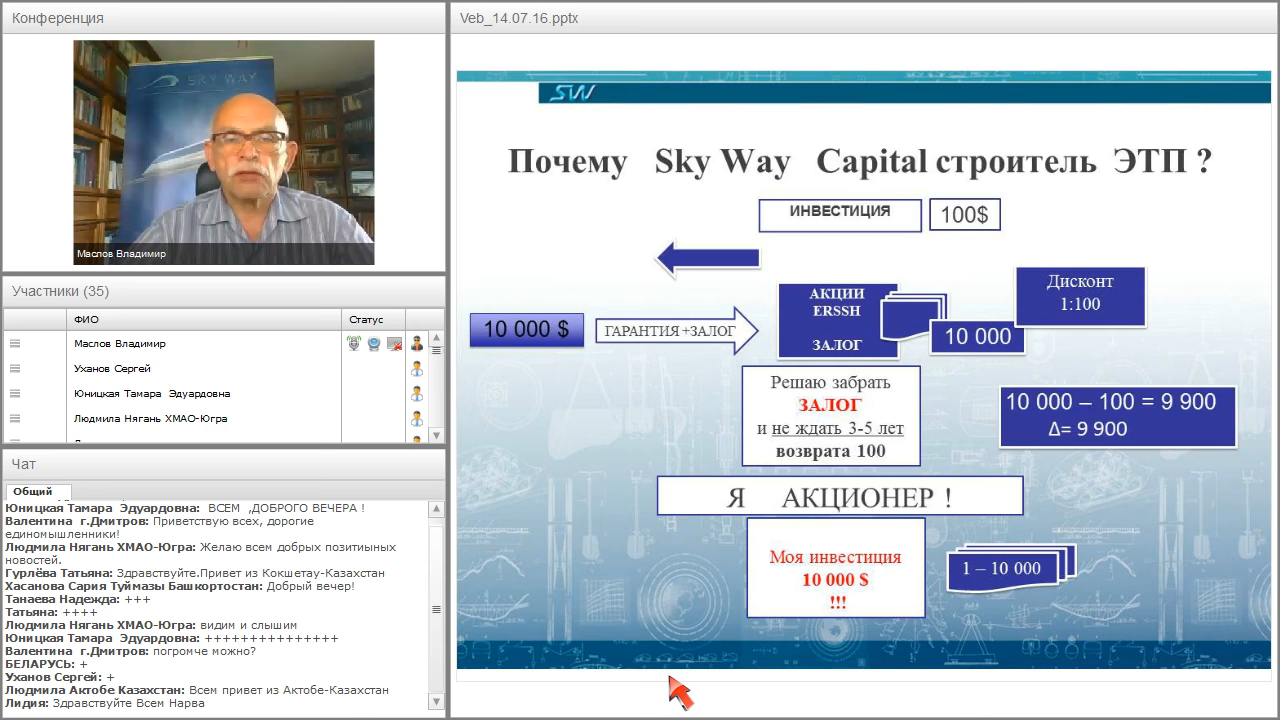 Конференция
SKY WAY
Маслов Владимир
Участники (35)
ФИО
Статус
Маслов Владимир
Уханов Сергей
Юницкая Тамара Эдуардовна
Людмила Нягань ХМАО-Югра
Чат
Общий
Юницкая Тамара Эдуардовна: ВСЕМ ,ДОБРОГО ВЕЧЕРА !
Валентина г.Дмитров: Приветствую всех, дорогие
единомышленники!
Людмила Нягань ХМАО-Югра: Желаю всем добрых позитиыных
новостей.
Гурлёва Татьяна: Здравствуйте.Привет из Кокшетау-Казахстан
Хасанова Сария Туймазы Башкортостан: Добрый вечер!
Танаева Надежда: +++
Татьяна: ++++
Людмила Нягань ХМАО-Югра: видим и слышим
Юницкая Тамара Эдуардовна: +++++++++++++++
Валентина г.Дмитров: погромче можно?
БЕЛАРУСЬ: +
Уханов Сергей: +
Людмила Актобе Казахстан: Всем привет из Актобе-Казахстан
Лидия: Здравствуйте Всем Нарва
Veb_14.07.16.pptx
SW
Почему Sky Way Capital строитель ЭТП ?
ИНВЕСТИЦИЯ
100$
Дисконт
1:100
АКЦИИ
ERSSH
ЗАЛОГ
10 000 $
ГАРАНТИЯ+ЗАЛОГ
10 000
Решаю забрать
ЗАЛОГ
и не ждать 3-5 лет
возврата 100
10 000 – 100 = 9 900
Δ= 9 900
Я АКЦИОНЕР !
Моя инвестиция
10 000 $
!!!
1 – 10 000